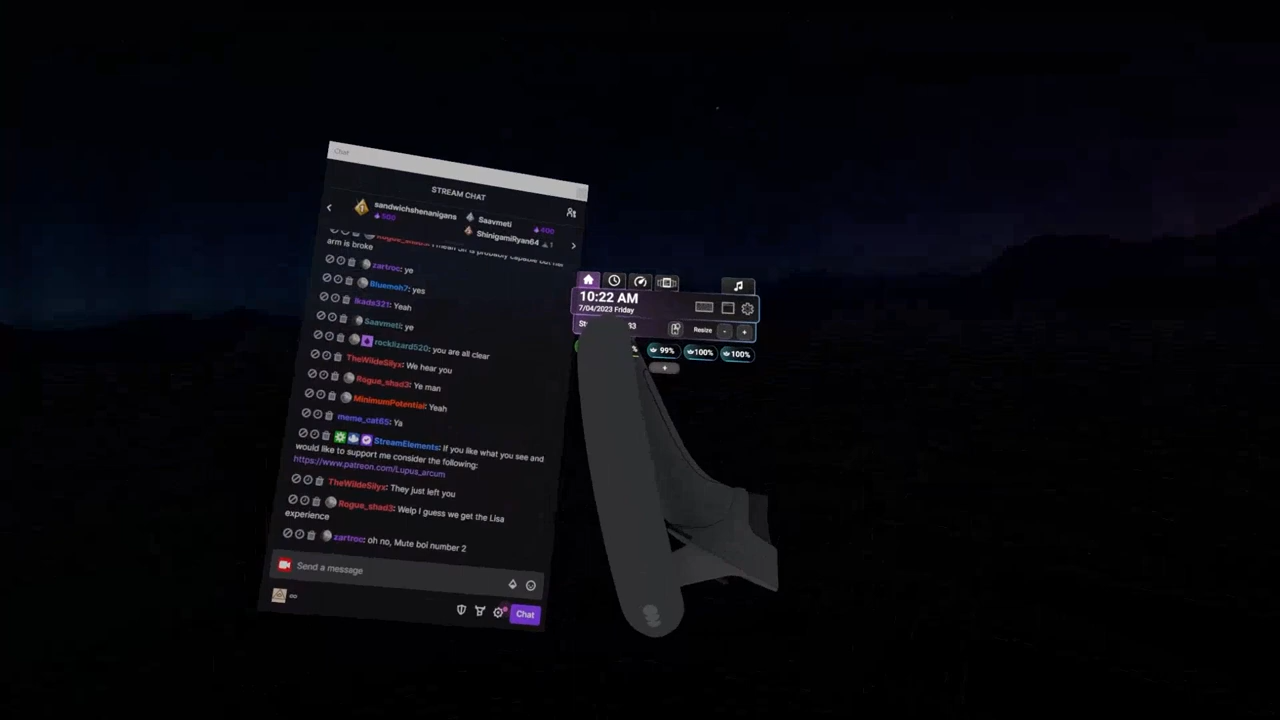 Chat
STREAM CHAT
sandwichshenanigans
500
Saavmeti
400
ShinigamiRyan64 1
arm is broke
zartroc: ye
Bluemoh7: yes
ikada321: Yeah
Saavmeti: ye
rocklizard520: you are all clear
TheWildeSilyx: We hear you
Rogue_shad3: Ye man
MinimumPotential: Yeah
meme_cat65: Ya
StreamElements: If you like what you see and
would like to support me consider the following:
https://www.patreon.com/Lupus_arcum
TheWildeSilyx: They just left you
Rogue_shad3: Welp I guess we get the Lisa
experience
zartroc: oh no, Mute boi number 2
Send a message
Chat
10:22 AM
7/04/2023 Friday
Resize - +
99% 100% 100%
+